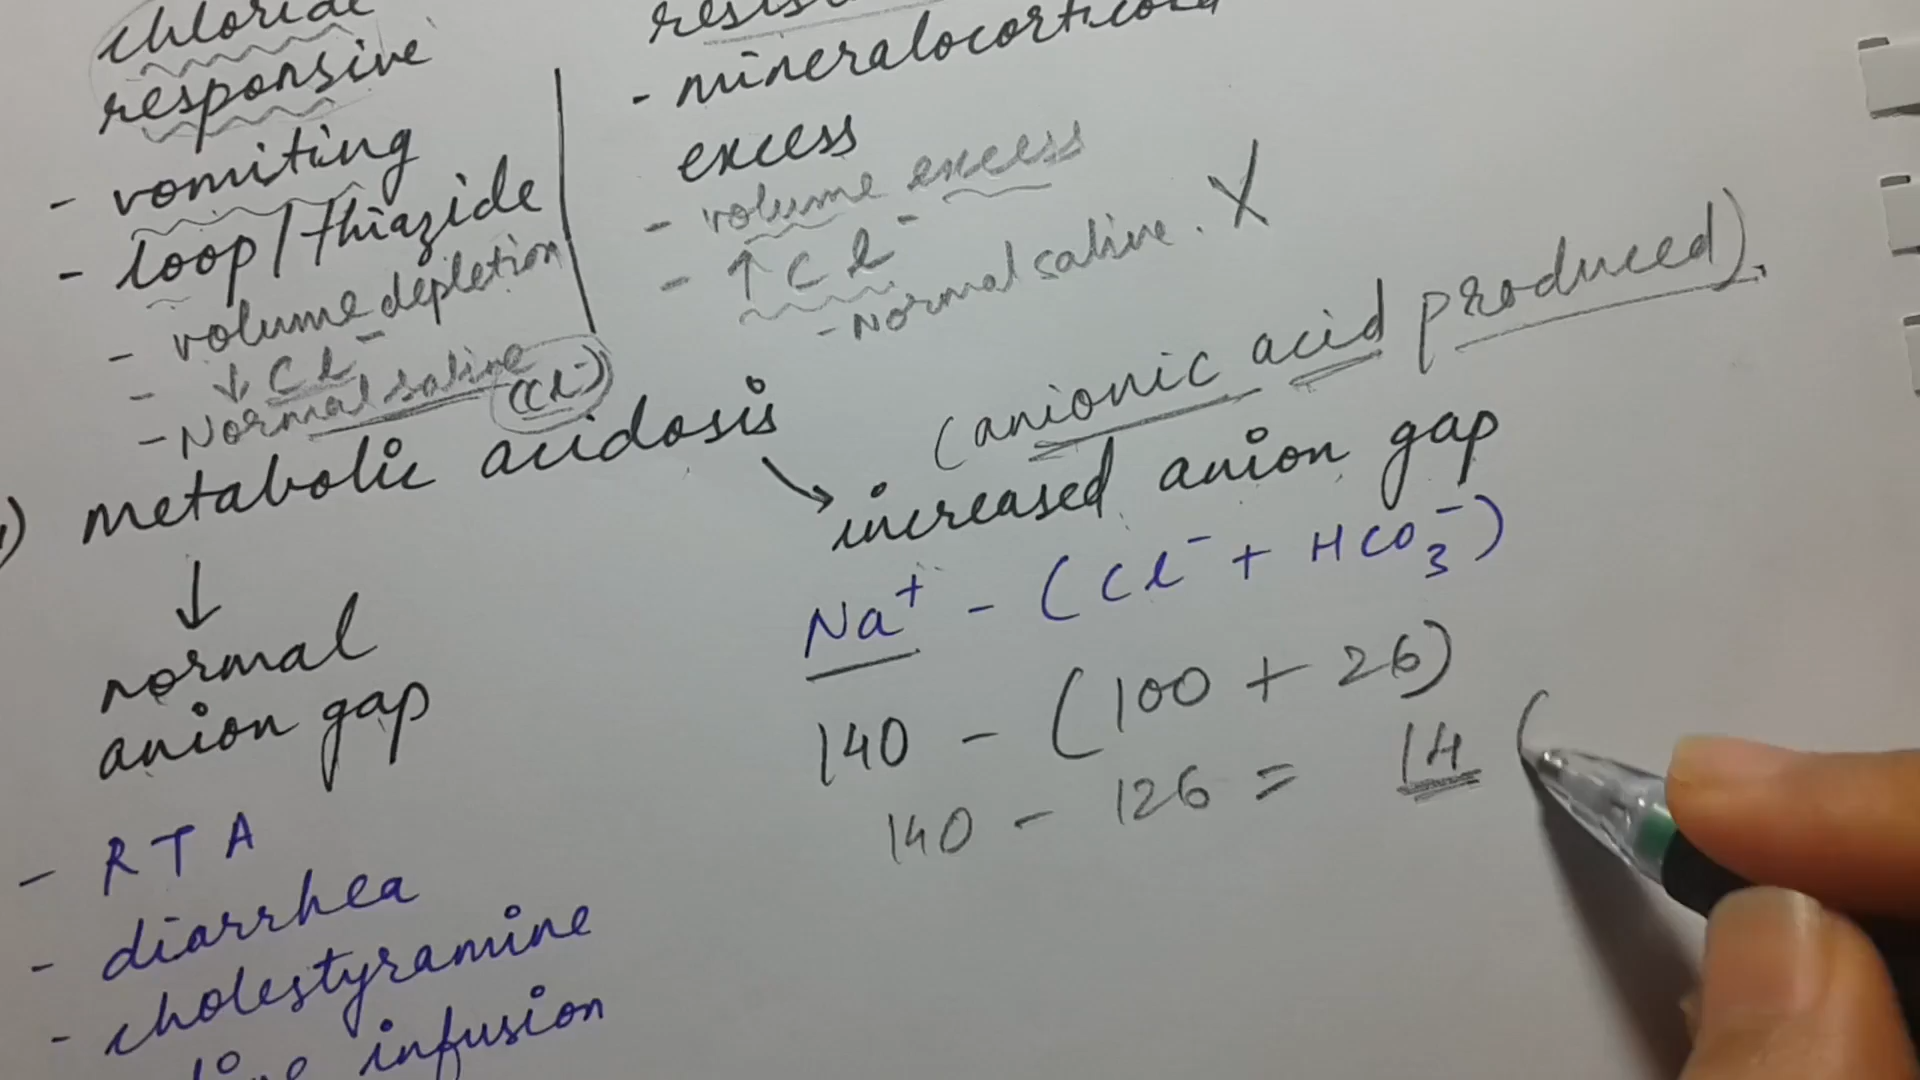 chloride
responsive
- vomiting
- loop/thiazide
- volume depletion
- ↓ Cl⁻
- Normal saline (Cl⁻)
- mineralocorticoid
excess
- volume excess
- ↑ Cl⁻
- Normal saline. X
) metabolic acidosis
↓
normal
anion gap
- RTA
- diarrhea
- cholestyramine
infusion
(anionic acid produced).
→ increased anion gap
Na⁺ - (Cl⁻ + HCO₃⁻)
140 - (100 + 26)
140 - 126 = 14 (